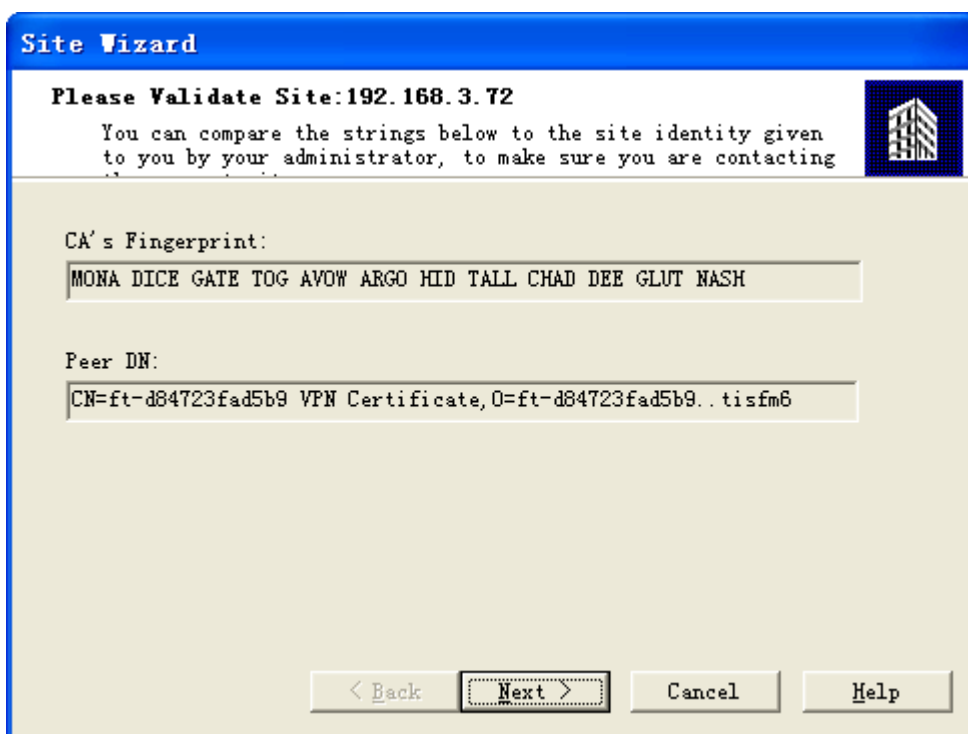 Site Wizard
Please Validate Site:192.168.3.72
You can compare the strings below to the site identity given
to you by your administrator, to make sure you are contacting
CA's Fingerprint:
MONA DICE GATE TOG AVOW ARGO HID TALL CHAD DEE GLUT NASH
Peer DN:
CN=ft-d84723fad5b9 VPN Certificate,O=ft-d84723fad5b9..tisfm6
< Back Next > Cancel Help